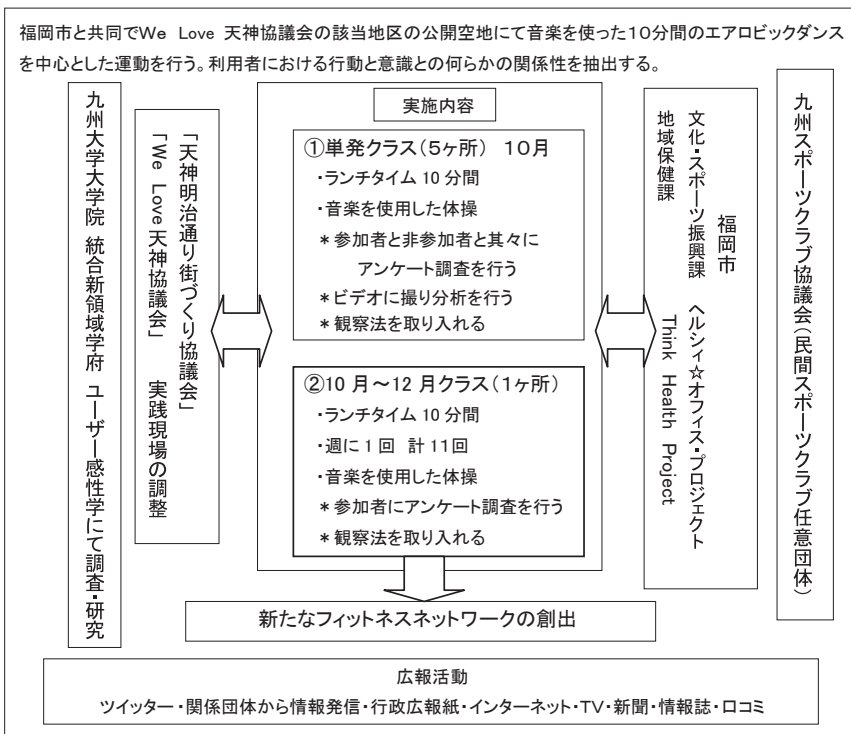 福岡市と共同でWe Love 天神協議会の該当地区の公開空地にて音楽を使った10分間のエアロビックダンス
を中心とした運動を行う。利用者における行動と意識との何らかの関係性を抽出する。
九州大学大学院 統合新領域学府 ユーザー感性学にて調査・研究
「天神明治通り街づくり協議会」
「We Love天神協議会」 実践現場の調整
実施内容
①単発クラス(5ヶ所) 10月
・ランチタイム 10 分間
・音楽を使用した体操
＊参加者と非参加者と其々に
アンケート調査を行う
＊ビデオに撮り分析を行う
＊観察法を取り入れる
②10 月～12 月クラス(1ヶ所)
・ランチタイム 10 分間
・週に 1 回 計 11回
・音楽を使用した体操
＊参加者にアンケート調査を行う
＊観察法を取り入れる
福岡市
文化・スポーツ振興課 ヘルシィ☆オフィス・プロジェクト
地域保健課 Think Health Project
九州スポーツクラブ協議会(民間スポーツクラブ任意団体)
新たなフィットネスネットワークの創出
広報活動
ツイッター・関係団体から情報発信・行政広報紙・インターネット・TV・新聞・情報誌・口コミ